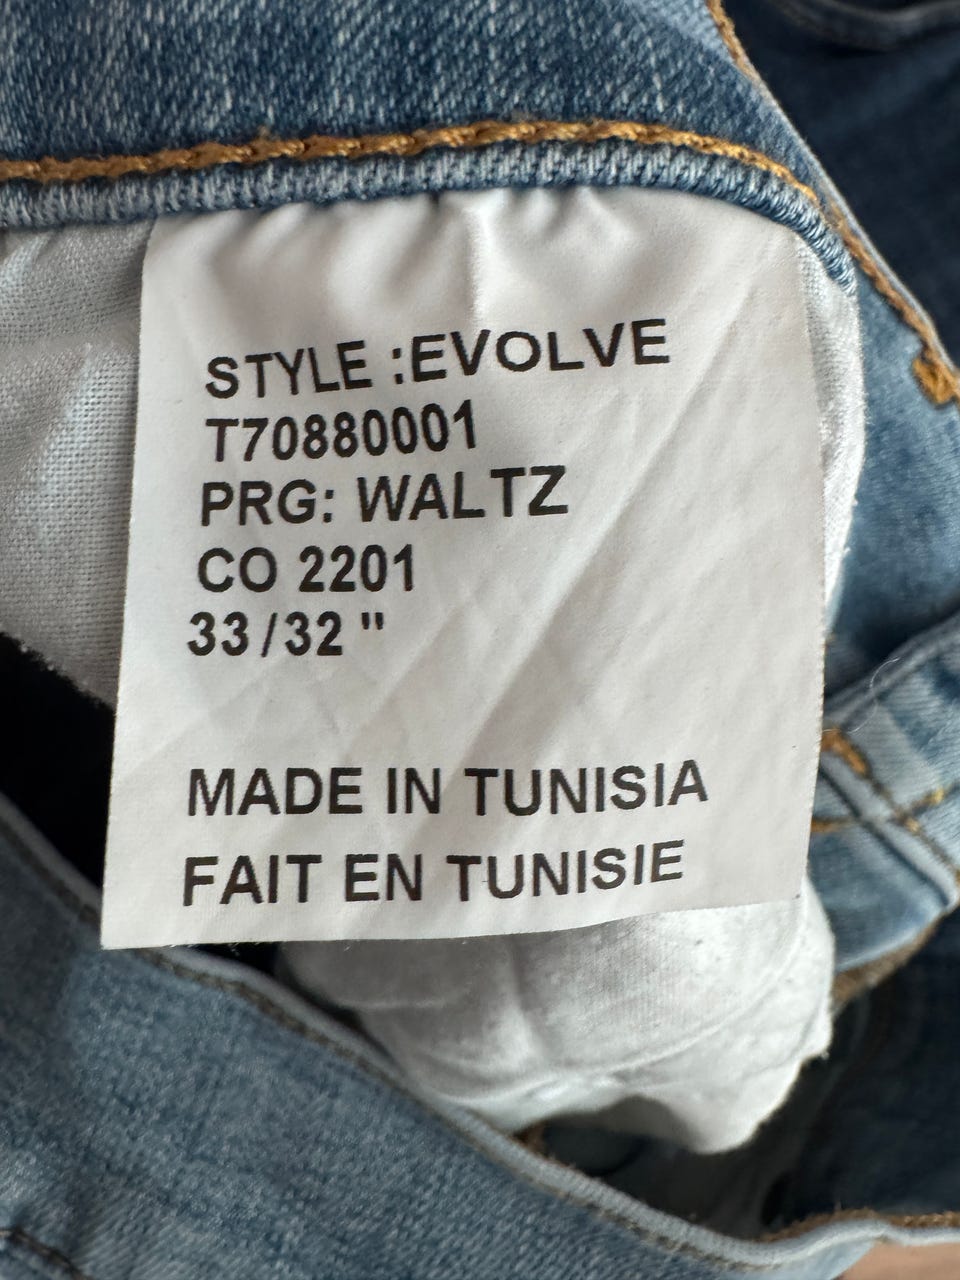 STYLE :EVOLVE
T70880001
PRG: WALTZ
CO 2201
33/32"
MADE IN TUNISIA
FAIT EN TUNISIE